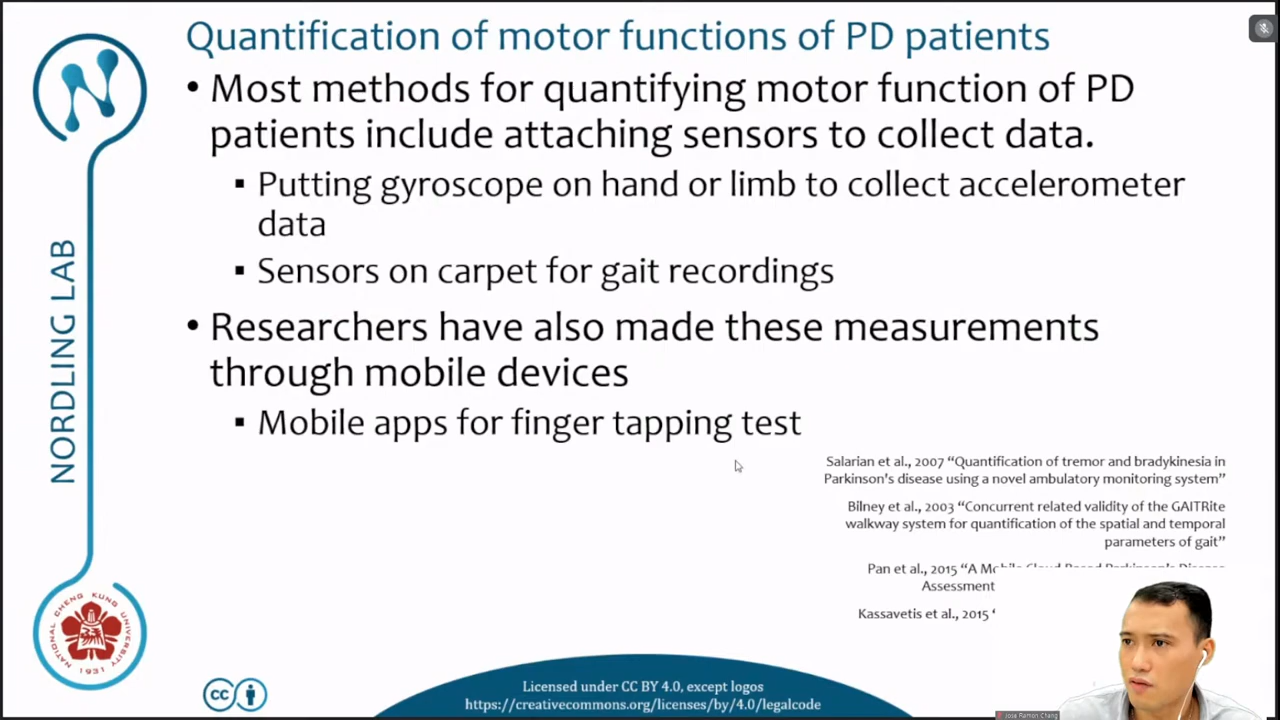 Quantification of motor functions of PD patients
• Most methods for quantifying motor function of PD
patients include attaching sensors to collect data.
▪ Putting gyroscope on hand or limb to collect accelerometer
data
▪ Sensors on carpet for gait recordings
• Researchers have also made these measurements
through mobile devices
▪ Mobile apps for finger tapping test
Salarian et al., 2007 “Quantification of tremor and bradykinesia in
Parkinson's disease using a novel ambulatory monitoring system”
Bilney et al., 2003 “Concurrent related validity of the GAITRite
walkway system for quantification of the spatial and temporal
parameters of gait”
Pan et al., 2015 “A Mobile Cloud-Based Parkinson's Disease
Assessment
Kassavetis et al., 2015 “
NORDLING LAB
NATIONAL CHENG KUNG UNIVERSITY
1931
cc
Licensed under CC BY 4.0, except logos
https://creativecommons.org/licenses/by/4.0/legalcode
Jose Ramon Chang